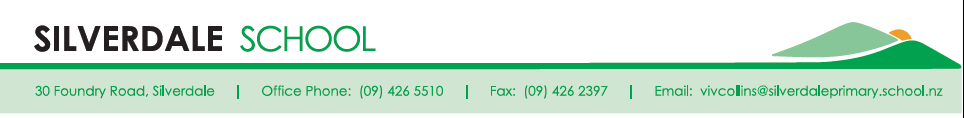 SILVERDALE SCHOOL
30 Foundry Road, Silverdale | Office Phone: (09) 426 5510 | Fax: (09) 426 2397 | Email: vivcollins@silverdaleprimary.school.nz